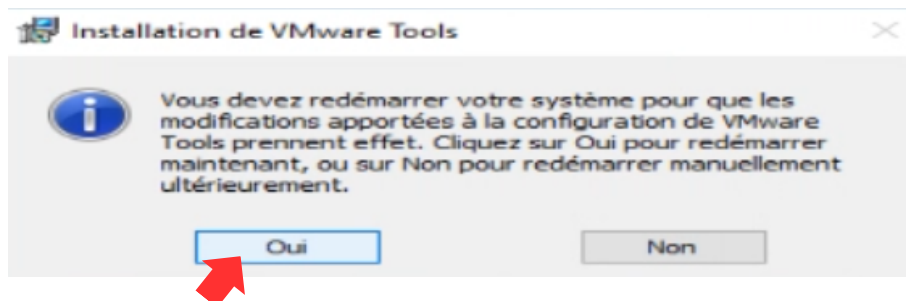 Installation de VMware Tools
Vous devez redémarrer votre système pour que les
modifications apportées à la configuration de VMware
Tools prennent effet. Cliquez sur Oui pour redémarrer
maintenant, ou sur Non pour redémarrer manuellement
ultérieurement.
Oui
Non